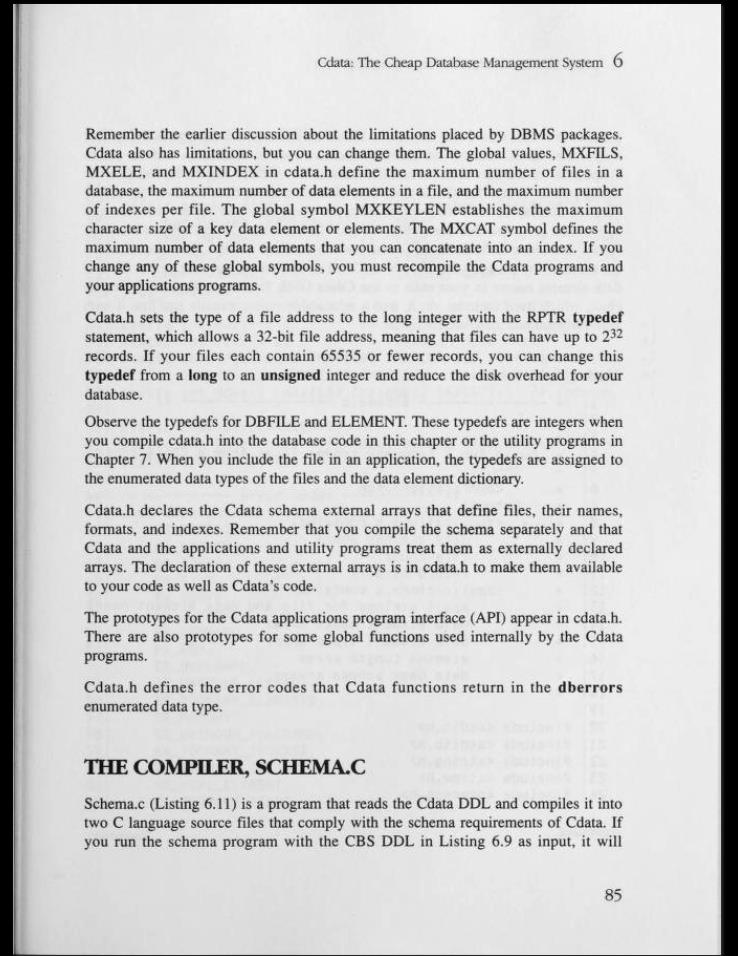 Cdata: The Cheap Database Management System 6
Remember the earlier discussion about the limitations placed by DBMS packages.
Cdata also has limitations, but you can change them. The global values, MXFILS,
MXELE, and MXINDEX in cdata.h define the maximum number of files in a
database, the maximum number of data elements in a file, and the maximum number
of indexes per file. The global symbol MXKEYLEN establishes the maximum
character size of a key data element or elements. The MXCAT symbol defines the
maximum number of data elements that you can concatenate into an index. If you
change any of these global symbols, you must recompile the Cdata programs and
your applications programs.
Cdata.h sets the type of a file address to the long integer with the RPTR typedef
statement, which allows a 32-bit file address, meaning that files can have up to 2³²
records. If your files each contain 65535 or fewer records, you can change this
typedef from a long to an unsigned integer and reduce the disk overhead for your
database.
Observe the typedefs for DBFILE and ELEMENT. These typedefs are integers when
you compile cdata.h into the database code in this chapter or the utility programs in
Chapter 7. When you include the file in an application, the typedefs are assigned to
the enumerated data types of the files and the data element dictionary.
Cdata.h declares the Cdata schema external arrays that define files, their names,
formats, and indexes. Remember that you compile the schema separately and that
Cdata and the applications and utility programs treat them as externally declared
arrays. The declaration of these external arrays is in cdata.h to make them available
to your code as well as Cdata's code.
The prototypes for the Cdata applications program interface (API) appear in cdata.h.
There are also prototypes for some global functions used internally by the Cdata
programs.
Cdata.h defines the error codes that Cdata functions return in the dberrors
enumerated data type.
THE COMPILER, SCHEMA.C
Schema.c (Listing 6.11) is a program that reads the Cdata DDL and compiles it into
two C language source files that comply with the schema requirements of Cdata. If
you run the schema program with the CBS DDL in Listing 6.9 as input, it will
85